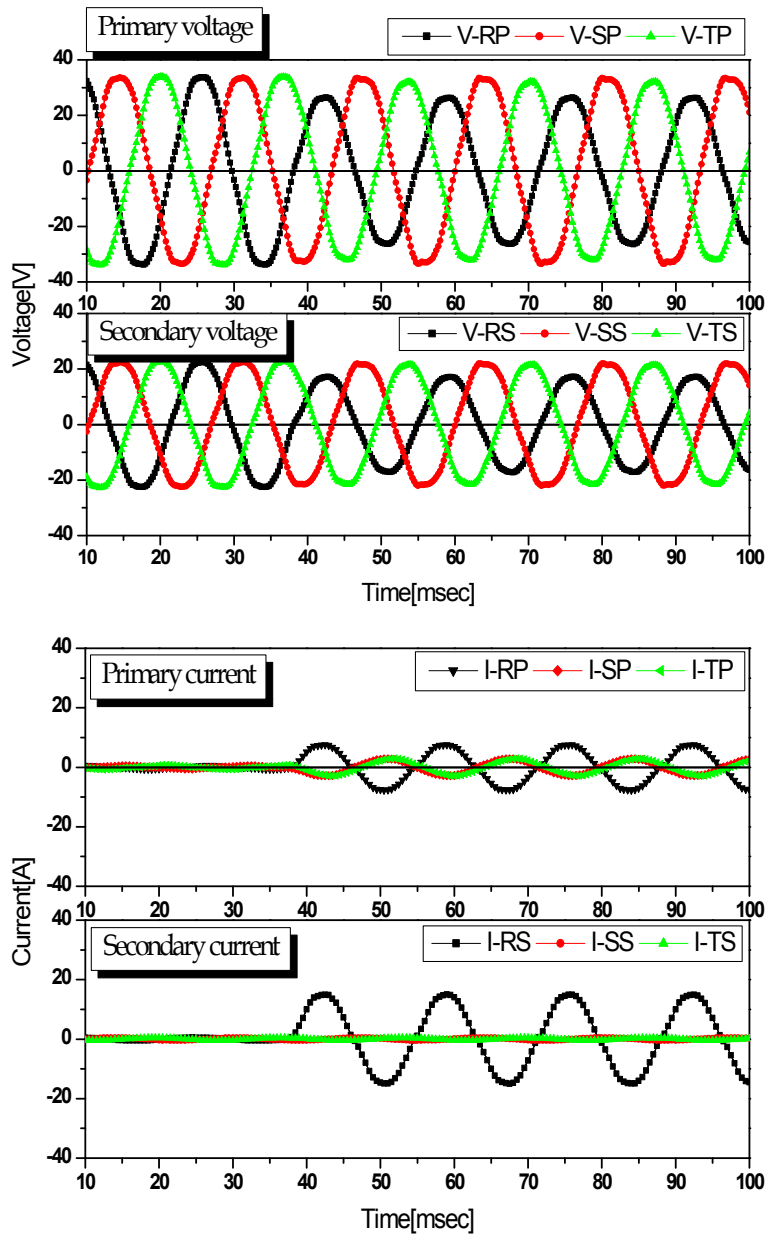 Primary voltage
V-RP V-SP V-TP
40
20
0
-20
-40
10 20 30 40 50 60 70 80 90 100
Voltage[V]
Secondary voltage
V-RS V-SS V-TS
40
20
0
-20
-40
10 20 30 40 50 60 70 80 90 100
Time[msec]
Primary current
I-RP I-SP I-TP
40
20
0
-20
-40
10 20 30 40 50 60 70 80 90 100
Current[A]
Secondary current
I-RS I-SS I-TS
40
20
0
-20
-40
10 20 30 40 50 60 70 80 90 100
Time[msec]